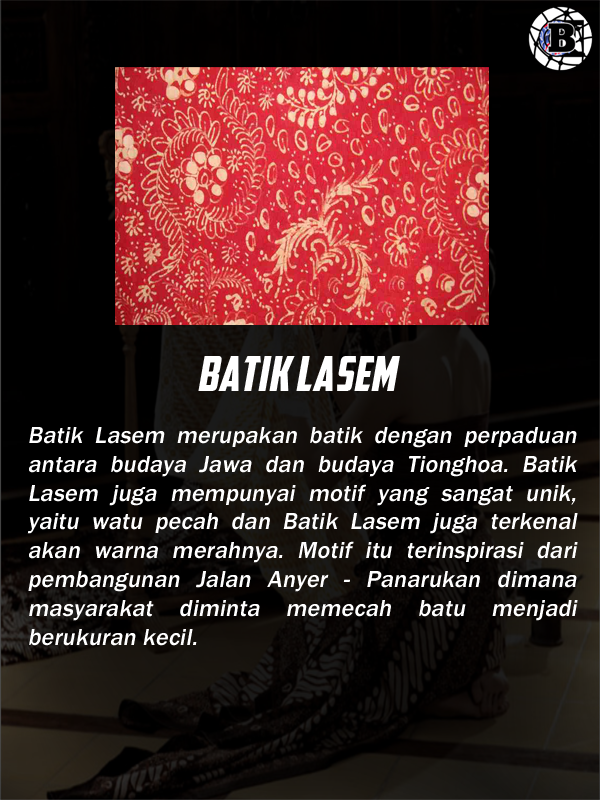 B
BATIK LASEM
Batik Lasem merupakan batik dengan perpaduan
antara budaya Jawa dan budaya Tionghoa. Batik
Lasem juga mempunyai motif yang sangat unik,
yaitu watu pecah dan Batik Lasem juga terkenal
akan warna merahnya. Motif itu terinspirasi dari
pembangunan Jalan Anyer - Panarukan dimana
masyarakat diminta memecah batu menjadi
berukuran kecil.